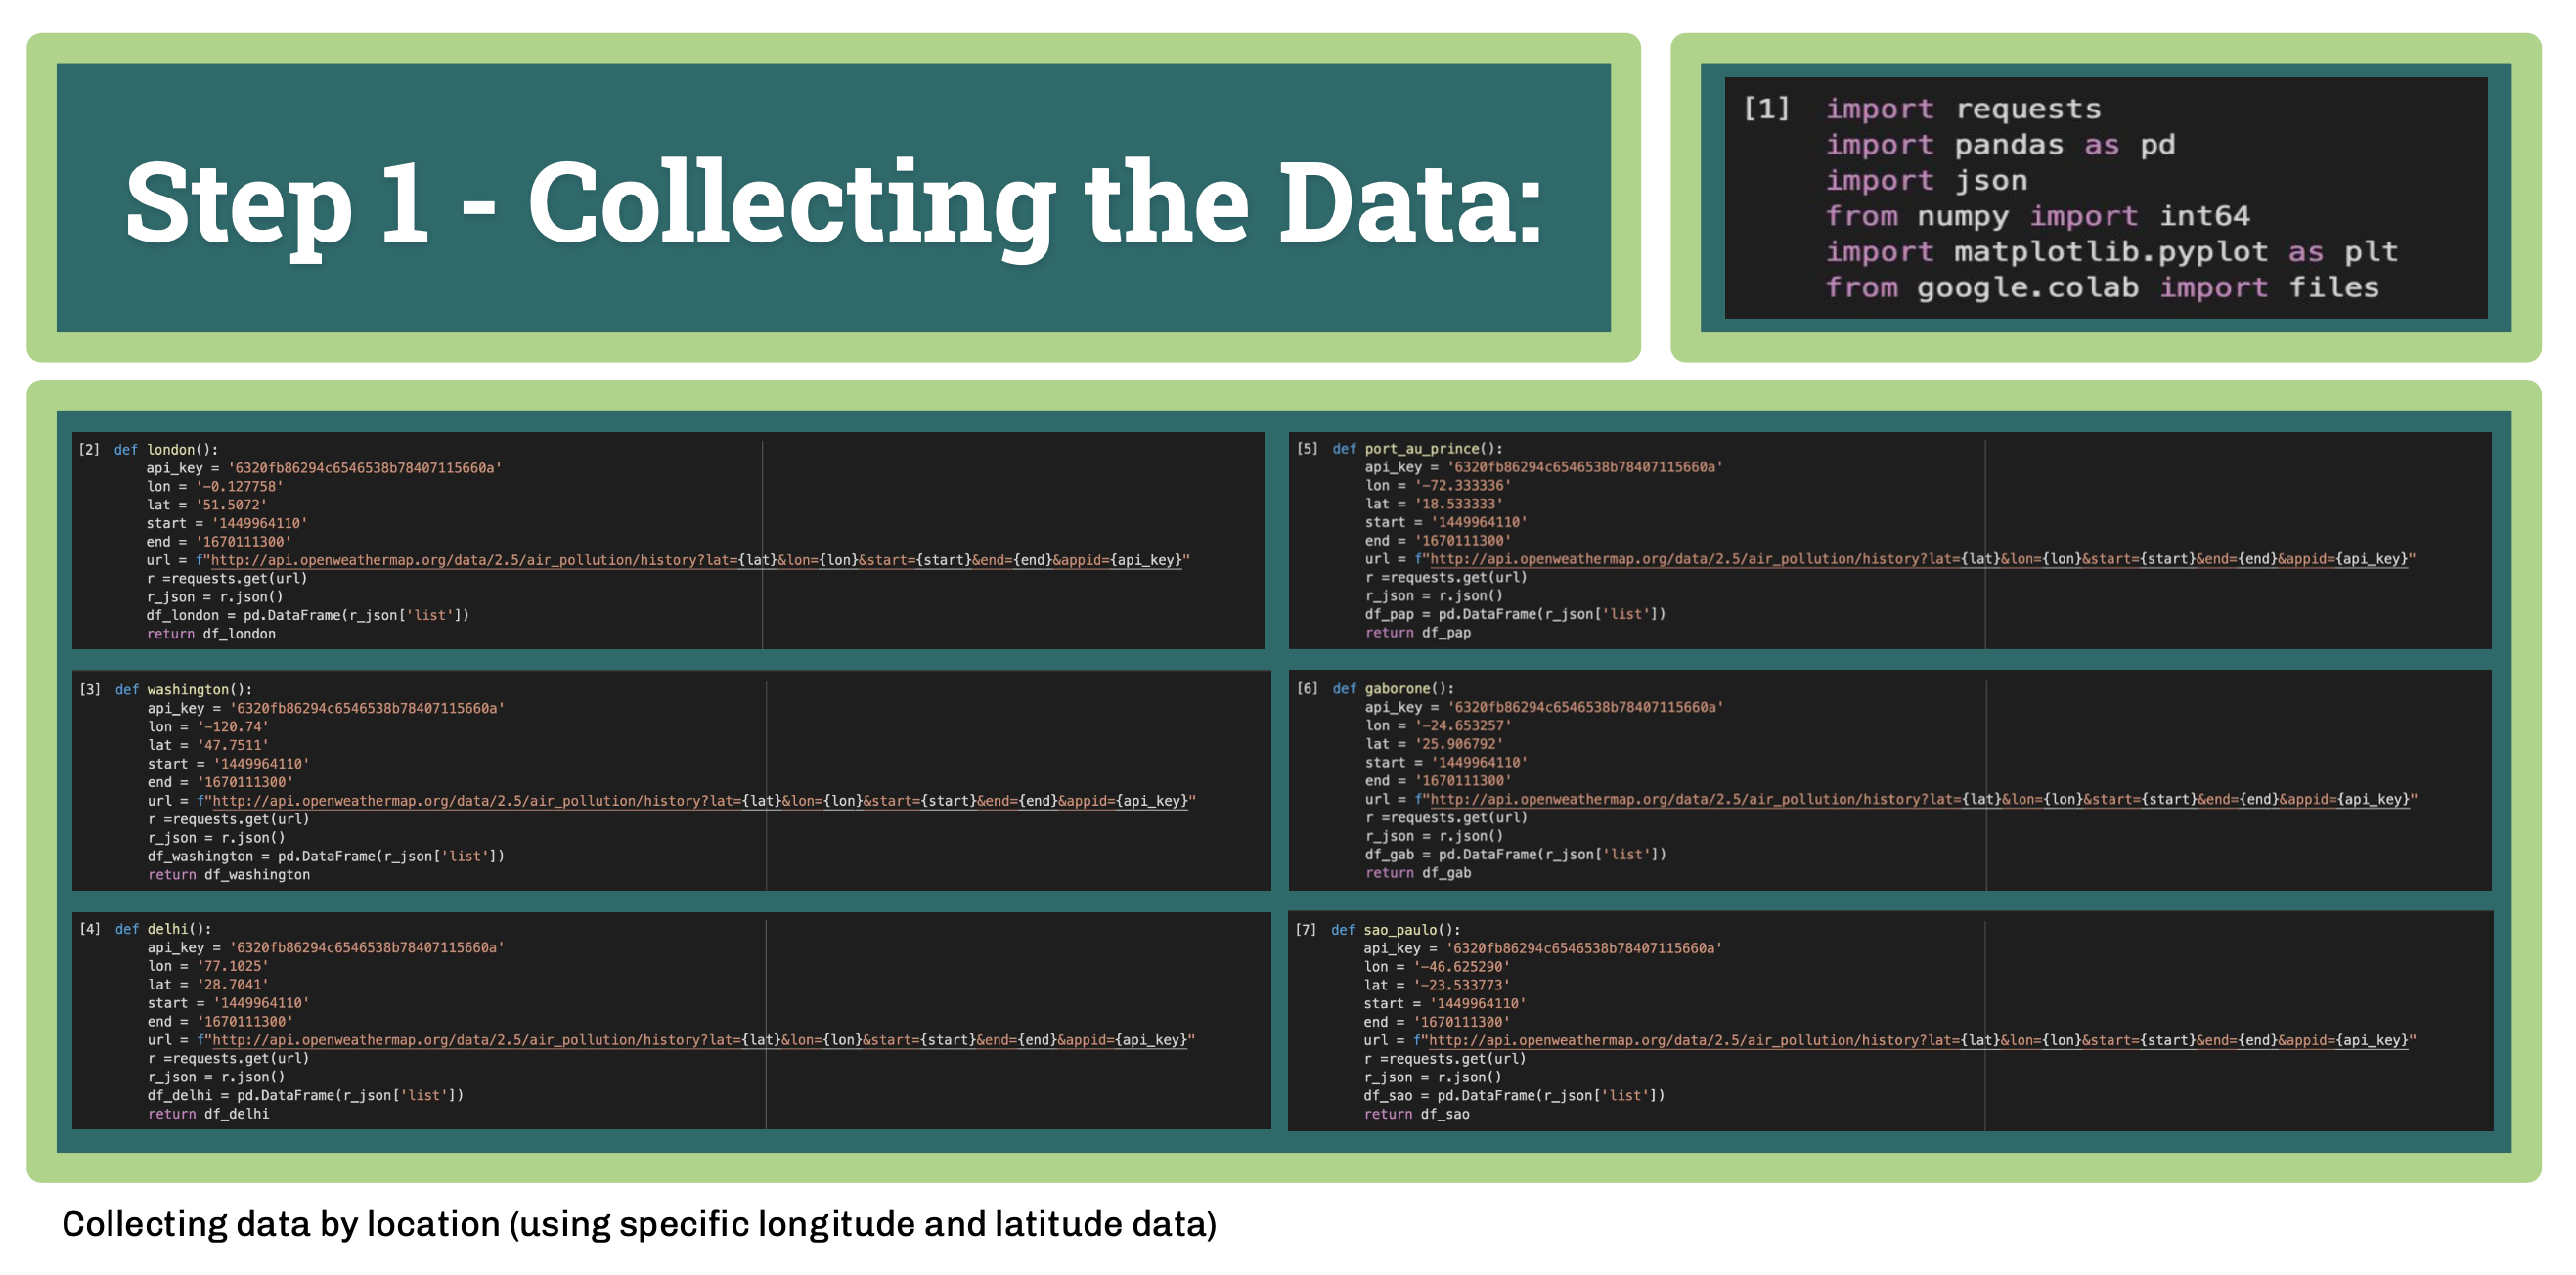 Step 1 - Collecting the Data:
[1] import requests
import pandas as pd
import json
from numpy import int64
import matplotlib.pyplot as plt
from google.colab import files
[2] def london():
api_key = '6320fb86294c6546538b78407115660a'
lon = '-0.127758'
lat = '51.5072'
start = '1449964110'
end = '1670111300'
url = f"http://api.openweathermap.org/data/2.5/air_pollution/history?lat={lat}&lon={lon}&start={start}&end={end}&appid={api_key}"
r =requests.get(url)
r_json = r.json()
df_london = pd.DataFrame(r_json['list'])
return df_london
[3] def washington():
api_key = '6320fb86294c6546538b78407115660a'
lon = '-120.74'
lat = '47.7511'
start = '1449964110'
end = '1670111300'
url = f"http://api.openweathermap.org/data/2.5/air_pollution/history?lat={lat}&lon={lon}&start={start}&end={end}&appid={api_key}"
r =requests.get(url)
r_json = r.json()
df_washington = pd.DataFrame(r_json['list'])
return df_washington
[4] def delhi():
api_key = '6320fb86294c6546538b78407115660a'
lon = '77.1025'
lat = '28.7041'
start = '1449964110'
end = '1670111300'
url = f"http://api.openweathermap.org/data/2.5/air_pollution/history?lat={lat}&lon={lon}&start={start}&end={end}&appid={api_key}"
r =requests.get(url)
r_json = r.json()
df_delhi = pd.DataFrame(r_json['list'])
return df_delhi
[5] def port_au_prince():
api_key = '6320fb86294c6546538b78407115660a'
lon = '-72.333336'
lat = '18.533333'
start = '1449964110'
end = '1670111300'
url = f"http://api.openweathermap.org/data/2.5/air_pollution/history?lat={lat}&lon={lon}&start={start}&end={end}&appid={api_key}"
r =requests.get(url)
r_json = r.json()
df_pap = pd.DataFrame(r_json['list'])
return df_pap
[6] def gaborone():
api_key = '6320fb86294c6546538b78407115660a'
lon = '-24.653257'
lat = '25.906792'
start = '1449964110'
end = '1670111300'
url = f"http://api.openweathermap.org/data/2.5/air_pollution/history?lat={lat}&lon={lon}&start={start}&end={end}&appid={api_key}"
r =requests.get(url)
r_json = r.json()
df_gab = pd.DataFrame(r_json['list'])
return df_gab
[7] def sao_paulo():
api_key = '6320fb86294c6546538b78407115660a'
lon = '-46.625290'
lat = '-23.533773'
start = '1449964110'
end = '1670111300'
url = f"http://api.openweathermap.org/data/2.5/air_pollution/history?lat={lat}&lon={lon}&start={start}&end={end}&appid={api_key}"
r =requests.get(url)
r_json = r.json()
df_sao = pd.DataFrame(r_json['list'])
return df_sao
Collecting data by location (using specific longitude and latitude data)